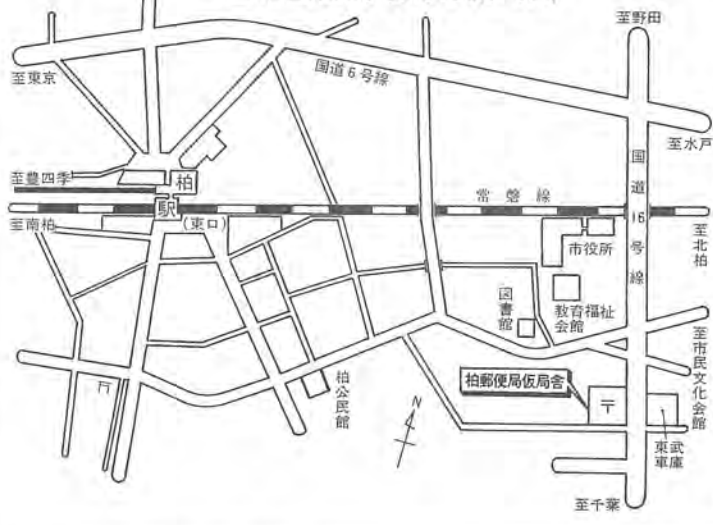 至野田
至東京
国道6号線
至水戸
至豊四季
柏
駅
(東口)
常磐線
国道16号線
至南柏
至北柏
市役所
図書館
教育福祉
会館
至市民文化会館
柏郵便局仮局舎
〒
柏公民館
N
東武
車庫
至千葉